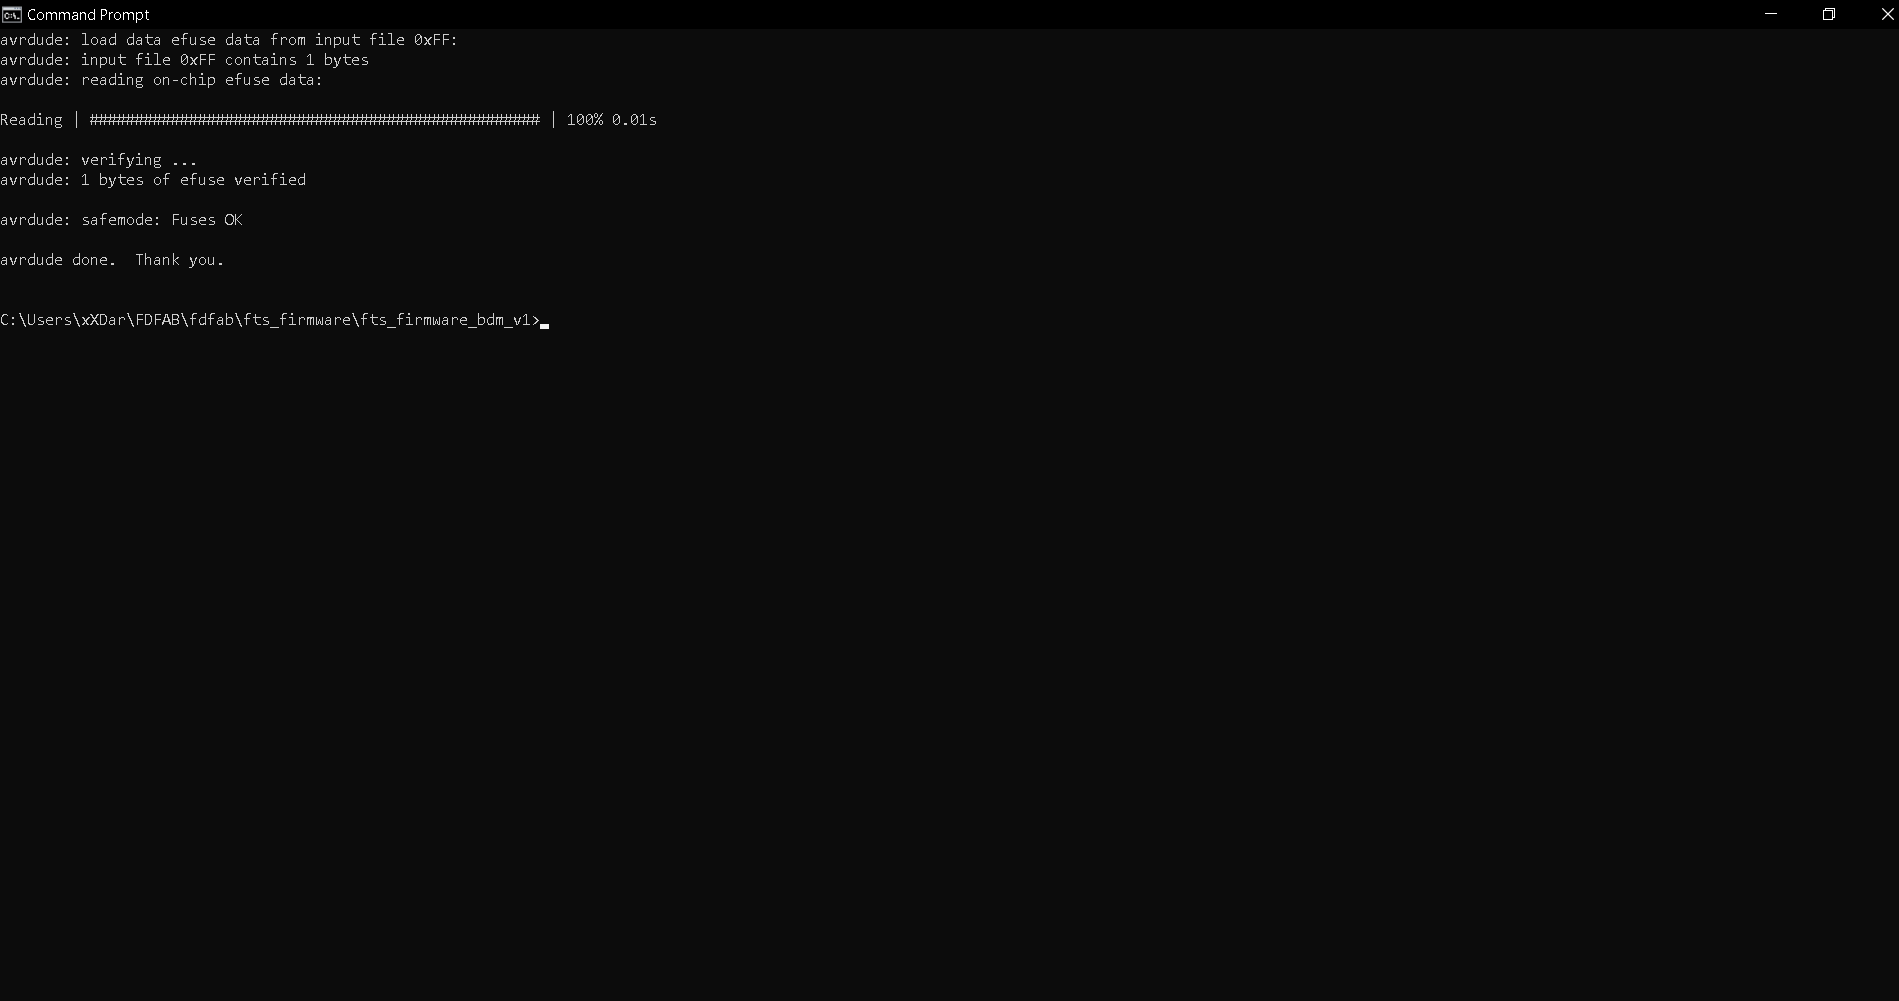 Command Prompt
avrdude: load data efuse data from input file 0xFF:
avrdude: input file 0xFF contains 1 bytes
avrdude: reading on-chip efuse data:
Reading | ################################################## | 100% 0.01s
avrdude: verifying ...
avrdude: 1 bytes of efuse verified
avrdude: safemode: Fuses OK
avrdude done.  Thank you.
C:\Users\xXDar\FDFAB\fdfab\fts_firmware\fts_firmware_bdm_v1>